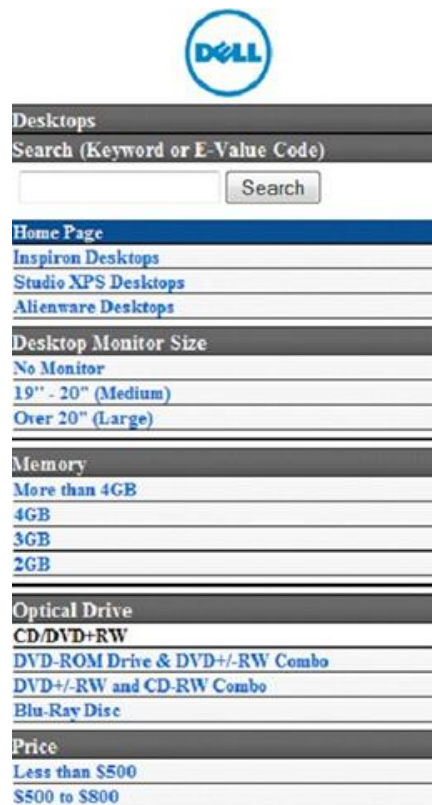 DELL
Desktops
Search (Keyword or E-Value Code)
Search
Home Page
Inspiron Desktops
Studio XPS Desktops
Alienware Desktops
Desktop Monitor Size
No Monitor
19" - 20" (Medium)
Over 20" (Large)
Memory
More than 4GB
4GB
3GB
2GB
Optical Drive
CD/DVD+RW
DVD-ROM Drive & DVD+/-RW Combo
DVD+/-RW and CD-RW Combo
Blu-Ray Disc
Price
Less than $500
$500 to $800